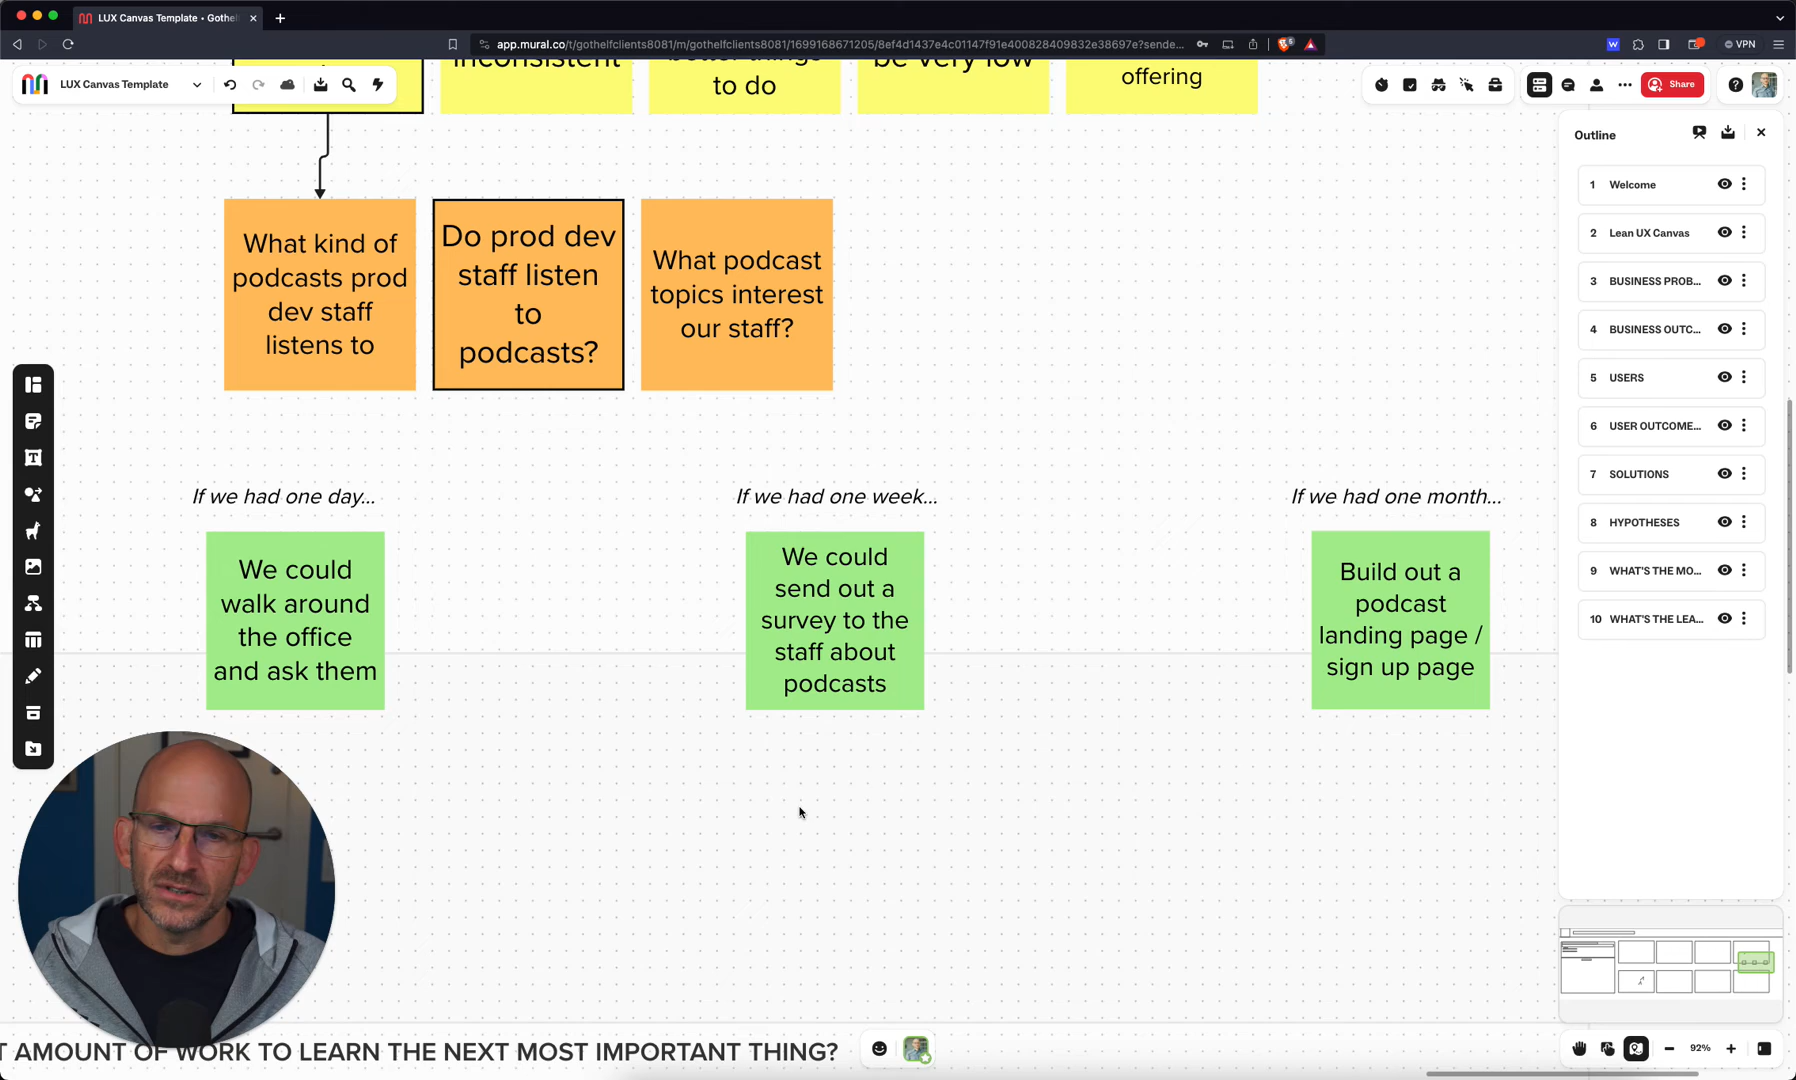 LUX Canvas Template • Gothel
app.mural.co/t/gothelfclients8081/m/gothelfclients8081/1699168671205/8ef4d1437e4c01147f91e400828409832e38697e?sende...
VPN
LUX Canvas Template
Share
inconsistent
better things
to do
be very low
offering
Outline
1 Welcome
2 Lean UX Canvas
3 BUSINESS PROB...
4 BUSINESS OUTC...
5 USERS
6 USER OUTCOME...
7 SOLUTIONS
8 HYPOTHESES
9 WHAT'S THE MO...
10 WHAT'S THE LEA...
What kind of
podcasts prod
dev staff
listens to
Do prod dev
staff listen
to
podcasts?
What podcast
topics interest
our staff?
If we had one day...
If we had one week...
If we had one month...
We could
walk around
the office
and ask them
We could
send out a
survey to the
staff about
podcasts
Build out a
podcast
landing page /
sign up page
T AMOUNT OF WORK TO LEARN THE NEXT MOST IMPORTANT THING?
92%